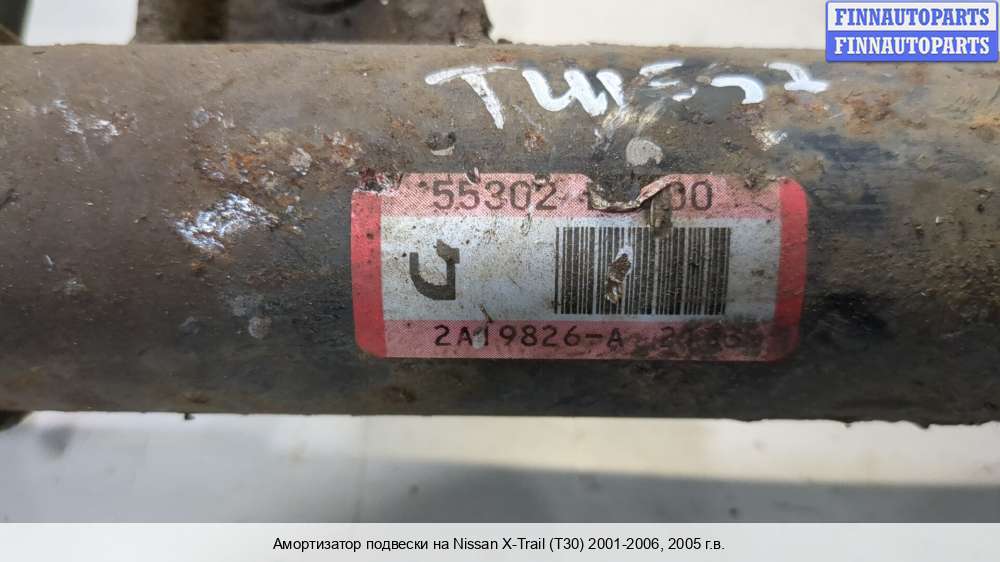 FINNAUTOPARTS
FINNAUTOPARTS
55302
2A19826-A
Амортизатор подвески на Nissan X-Trail (T30) 2001-2006, 2005 г.в.